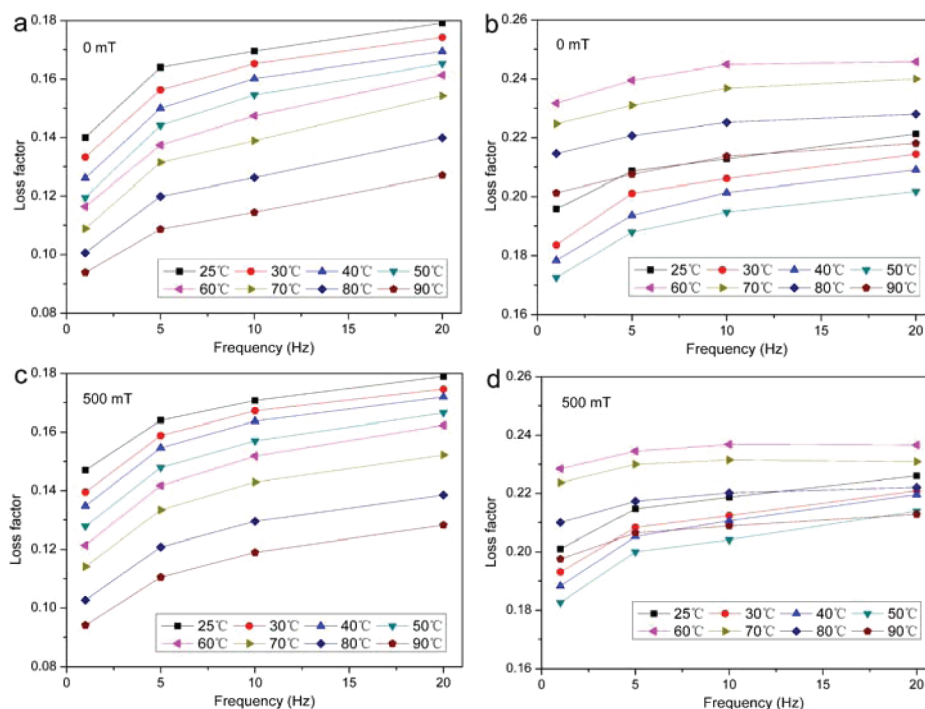 a
0 mT
0.18
0.16
0.14
0.12
0.10
0.08
Loss factor
25℃ 30℃ 40℃ 50℃
60℃ 70℃ 80℃ 90℃
0 5 10 15 20
Frequency (Hz)
b
0 mT
0.26
0.24
0.22
0.20
0.18
0.16
Loss factor
25℃ 30℃ 40℃ 50℃
60℃ 70℃ 80℃ 90℃
0 5 10 15 20
Frequency (Hz)
c
500 mT
0.18
0.16
0.14
0.12
0.10
0.08
Loss factor
25℃ 30℃ 40℃ 50℃
60℃ 70℃ 80℃ 90℃
0 5 10 15 20
Frequency (Hz)
d
500 mT
0.26
0.24
0.22
0.20
0.18
0.16
Loss factor
25℃ 30℃ 40℃ 50℃
60℃ 70℃ 80℃ 90℃
0 5 10 15 20
Frequency (Hz)